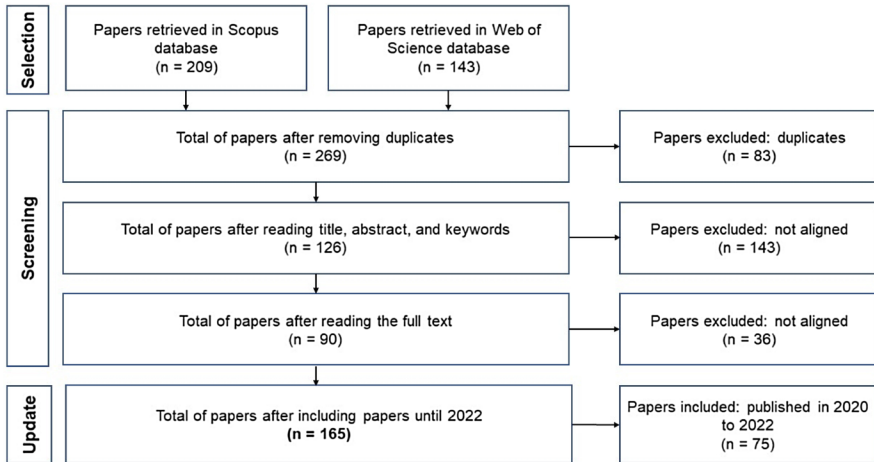 Selection
Papers retrieved in Scopus
database
(n = 209)
Papers retrieved in Web of
Science database
(n = 143)
Screening
Total of papers after removing duplicates
(n = 269)
Papers excluded: duplicates
(n = 83)
Total of papers after reading title, abstract, and keywords
(n = 126)
Papers excluded: not aligned
(n = 143)
Total of papers after reading the full text
(n = 90)
Papers excluded: not aligned
(n = 36)
Update
Total of papers after including papers until 2022
(n = 165)
Papers included: published in 2020
to 2022
(n = 75)